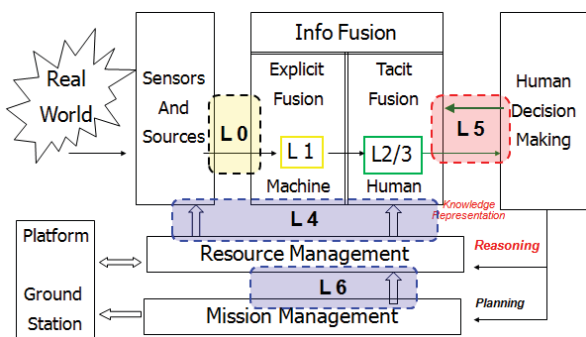 Info Fusion
Real
World
Sensors
And
Sources
L 0
Explicit
Fusion
L 1
Machine
Tacit
Fusion
L2/3
Human
L 5
Human
Decision
Making
Knowledge
Representation
L 4
Platform
Ground
Station
Resource Management
Reasoning
L 6
Planning
Mission Management